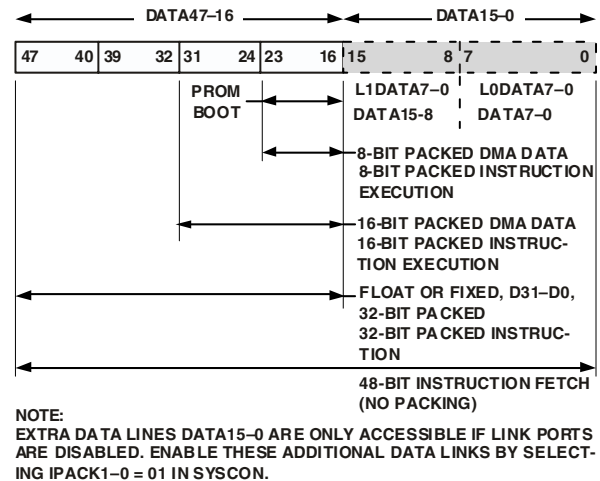 DATA47–16 DATA15–0
47 40 39 32 31 24 23 16 15 8 7 0
PROM
BOOT
L1DATA7–0 L0DATA7–0
DATA15-8 DATA7–0
8-BIT PACKED DMA DATA
8-BIT PACKED INSTRUCTION
EXECUTION
16-BIT PACKED DMA DATA
16-BIT PACKED INSTRUC-
TION EXECUTION
FLOAT OR FIXED, D31–D0,
32-BIT PACKED
32-BIT PACKED INSTRUC-
TION
48-BIT INSTRUCTION FETCH
(NO PACKING)
NOTE:
EXTRA DATA LINES DATA15–0 ARE ONLY ACCESSIBLE IF LINK PORTS
ARE DISABLED. ENABLE THESE ADDITIONAL DATA LINKS BY SELECT-
ING IPACK1–0 = 01 IN SYSCON.